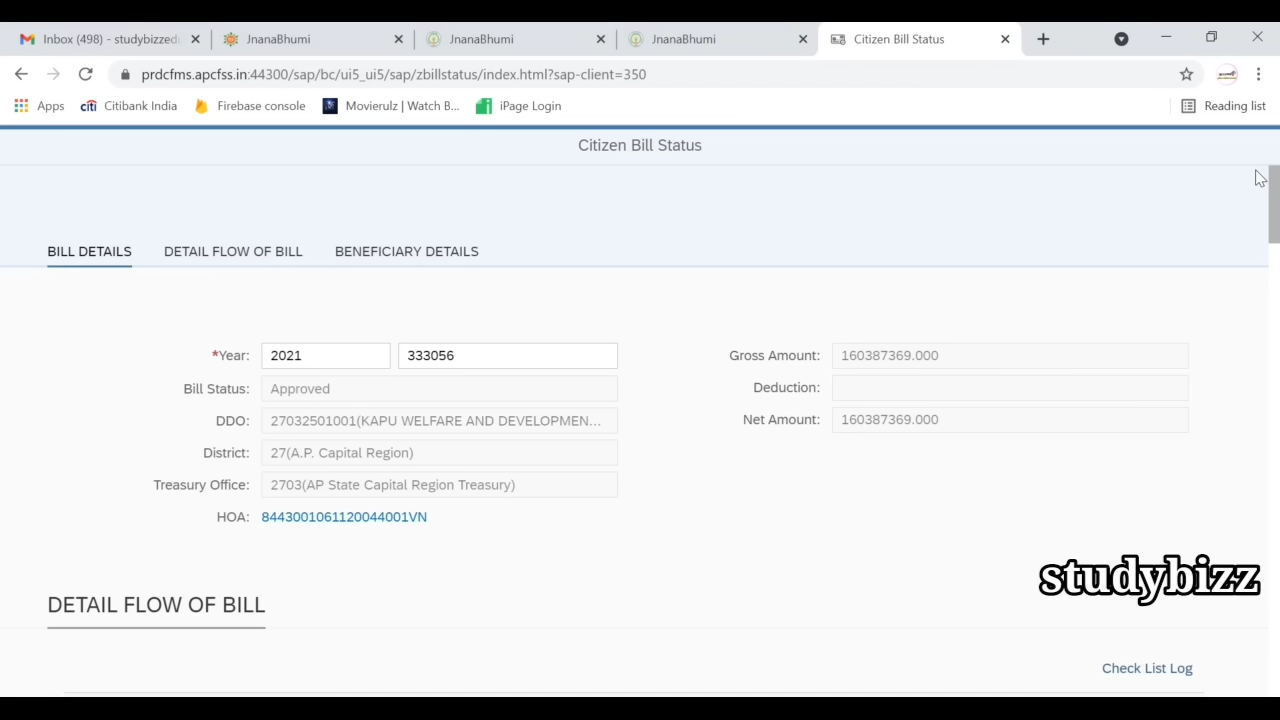 Inbox (498) - studybizzedu
JnanaBhumi
JnanaBhumi
JnanaBhumi
Citizen Bill Status
prdcfms.apcfss.in:44300/sap/bc/ui5_ui5/sap/zbillstatus/index.html?sap-client=350
Apps
citi Citibank India
Firebase console
Movierulz | Watch B...
iPage Login
Reading list
Citizen Bill Status
BILL DETAILS
DETAIL FLOW OF BILL
BENEFICIARY DETAILS
*Year: 2021 333056
Gross Amount: 160387369.000
Bill Status: Approved
Deduction:
DDO: 27032501001(KAPU WELFARE AND DEVELOPMEN...
Net Amount: 160387369.000
District: 27(A.P. Capital Region)
Treasury Office: 2703(AP State Capital Region Treasury)
HOA: 8443001061120044001VN
studybizz
DETAIL FLOW OF BILL
Check List Log